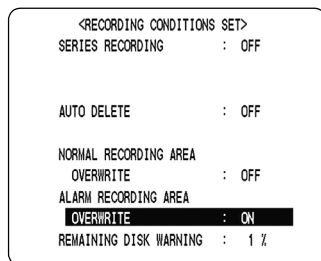 <RECORDING CONDITIONS SET>
SERIES RECORDING : OFF
AUTO DELETE : OFF
NORMAL RECORDING AREA
OVERWRITE : OFF
ALARM RECORDING AREA
OVERWRITE : ON
REMAINING DISK WARNING : 1 %